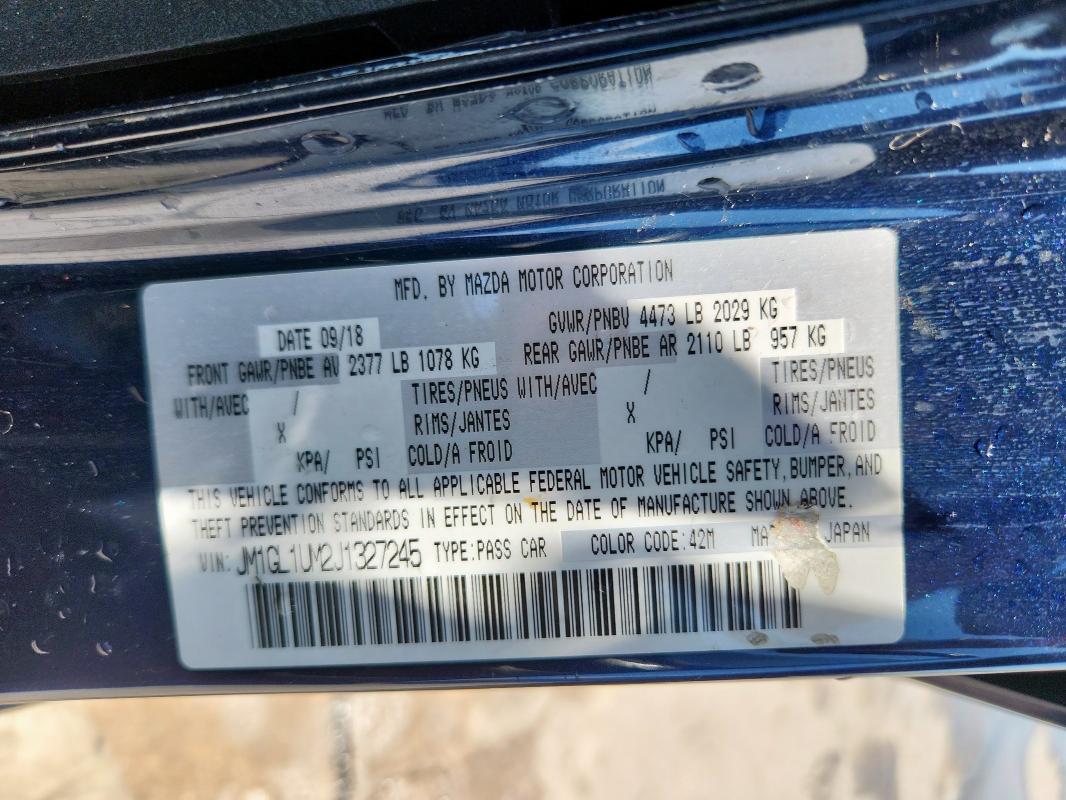 MFD. BY MAZDA MOTOR CORPORATION
DATE 09/18 GVWR/PNBV 4473 LB 2029 KG
FRONT GAWR/PNBE AV 2377 LB 1078 KG REAR GAWR/PNBE AR 2110 LB 957 KG
WITH/AVEC / TIRES/PNEUS WITH/AVEC / TIRES/PNEUS
X RIMS/JANTES X RIMS/JANTES
KPA/ PSI COLD/A FROID KPA/ PSI COLD/A FROID
THIS VEHICLE CONFORMS TO ALL APPLICABLE FEDERAL MOTOR VEHICLE SAFETY, BUMPER, AND
THEFT PREVENTION STANDARDS IN EFFECT ON THE DATE OF MANUFACTURE SHOWN ABOVE.
VIN: JM1GL1UM2J1327245 TYPE:PASS CAR COLOR CODE:42M MA JAPAN